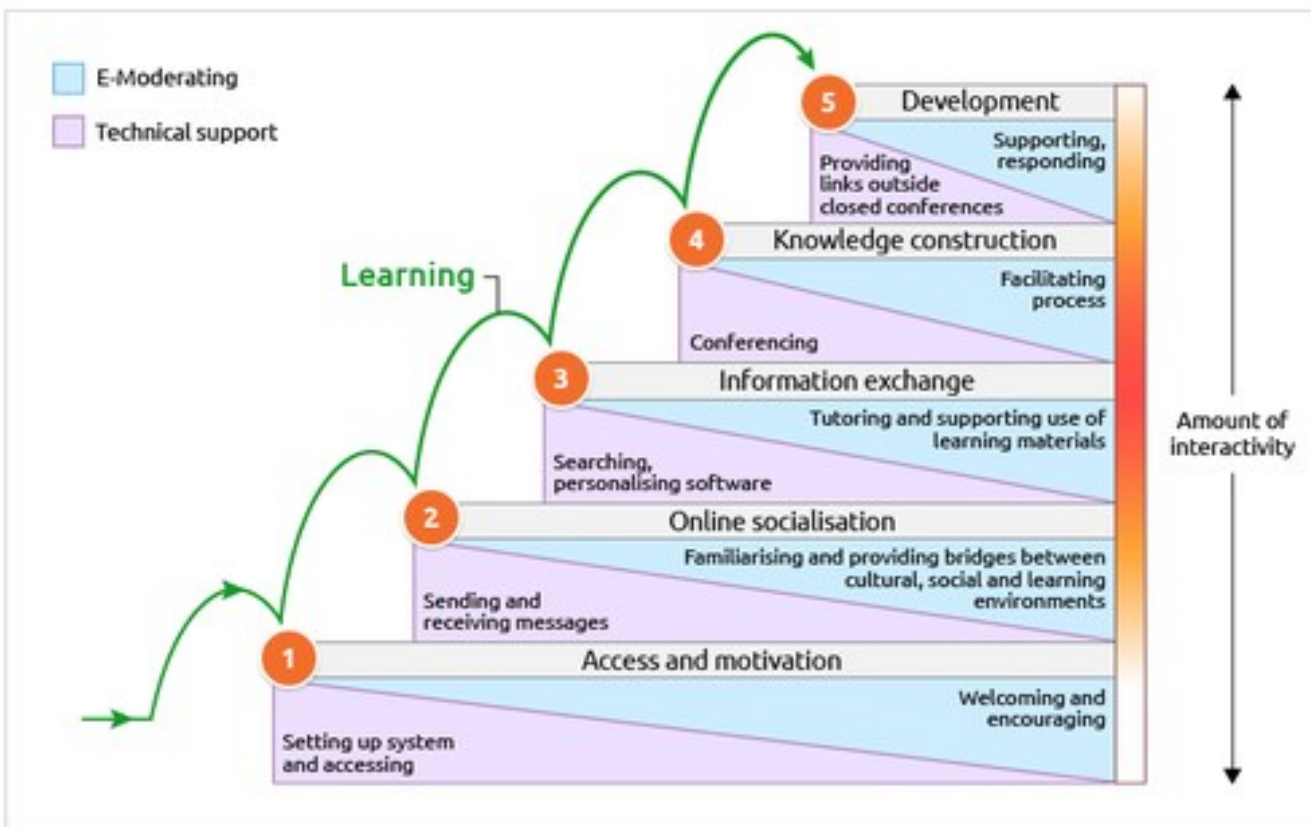 E-Moderating
Technical support
Learning
5
Development
Supporting,
responding
Providing
links outside
closed conferences
4
Knowledge construction
Facilitating
process
Conferencing
3
Information exchange
Tutoring and supporting use of
learning materials
Searching,
personalising software
2
Online socialisation
Familiarising and providing bridges between
cultural, social and learning
environments
Sending and
receiving messages
1
Access and motivation
Welcoming and
encouraging
Setting up system
and accessing
Amount of
interactivity